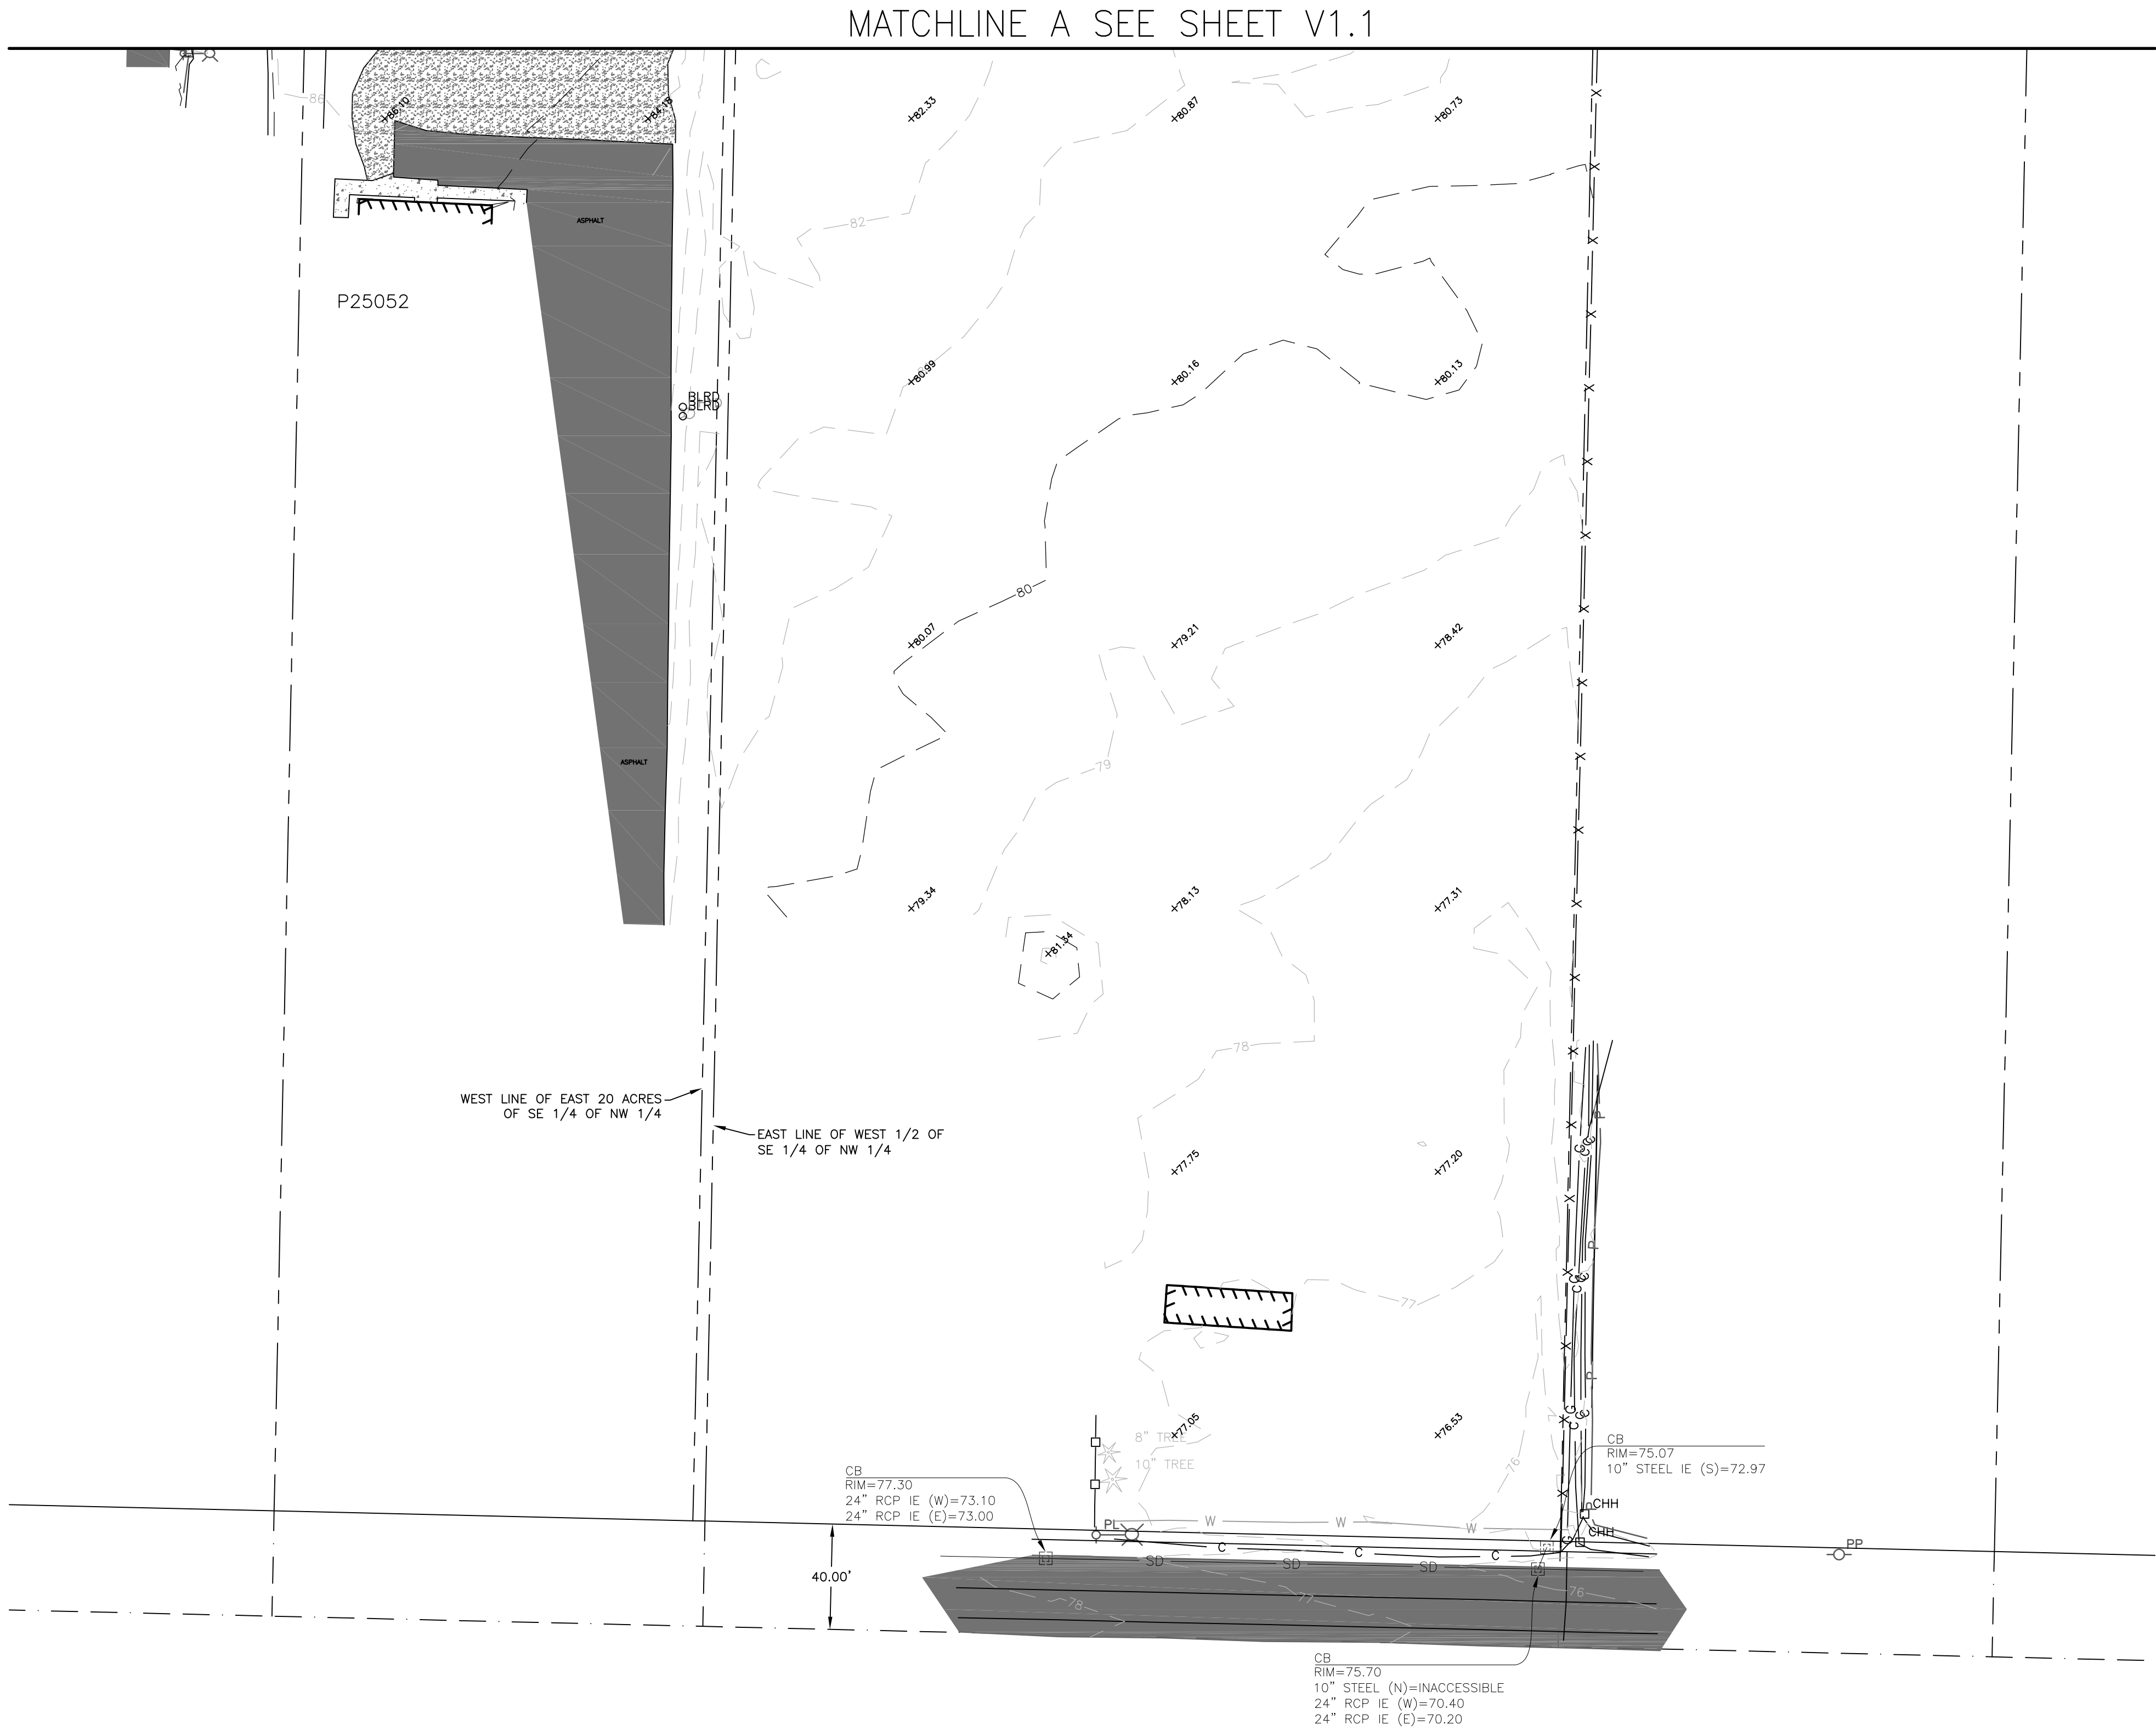 MATCHLINE A SEE SHEET V1.1
86
+86.10
+84.18
+82.33
+80.87
+80.73
ASPHALT
82
P25052
BLRD
BLRD
+80.99
+80.16
+80.13
80
+80.07
+79.21
+78.42
79
ASPHALT
+79.34
+78.13
+77.31
+81.34
78
WEST LINE OF EAST 20 ACRES
OF SE 1/4 OF NW 1/4
EAST LINE OF WEST 1/2 OF
SE 1/4 OF NW 1/4
+77.75
+77.20
77
+77.05
+76.53
8" TREE
10" TREE
76
CB
RIM=75.07
10" STEEL IE (S)=72.97
CB
RIM=77.30
24" RCP IE (W)=73.10
24" RCP IE (E)=73.00
CHH
PL
W W W
CHH
C C C
PP
SD SD SD
40.00'
78
77
76
CB
RIM=75.70
10" STEEL (N)=INACCESSIBLE
24" RCP IE (W)=70.40
24" RCP IE (E)=70.20